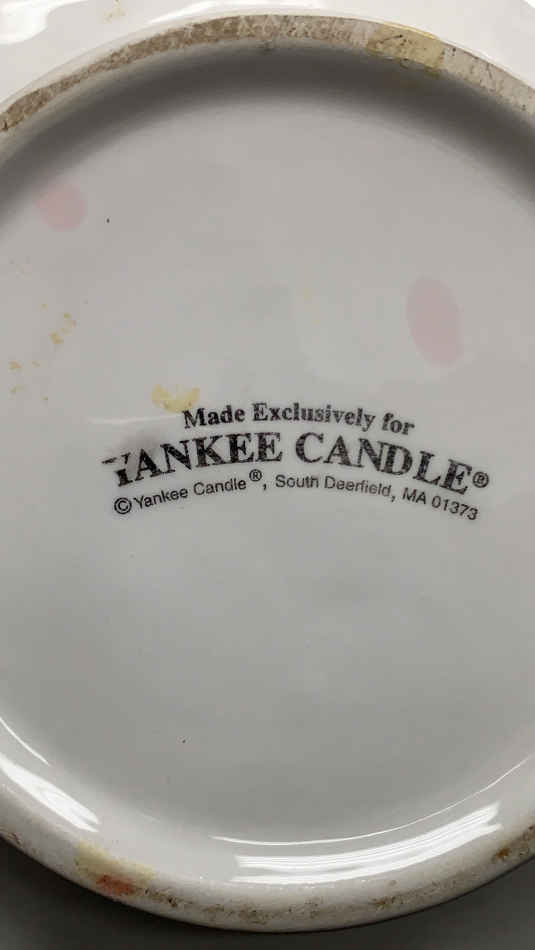 Made Exclusively for
YANKEE CANDLE®
©Yankee Candle®, South Deerfield, MA 01373